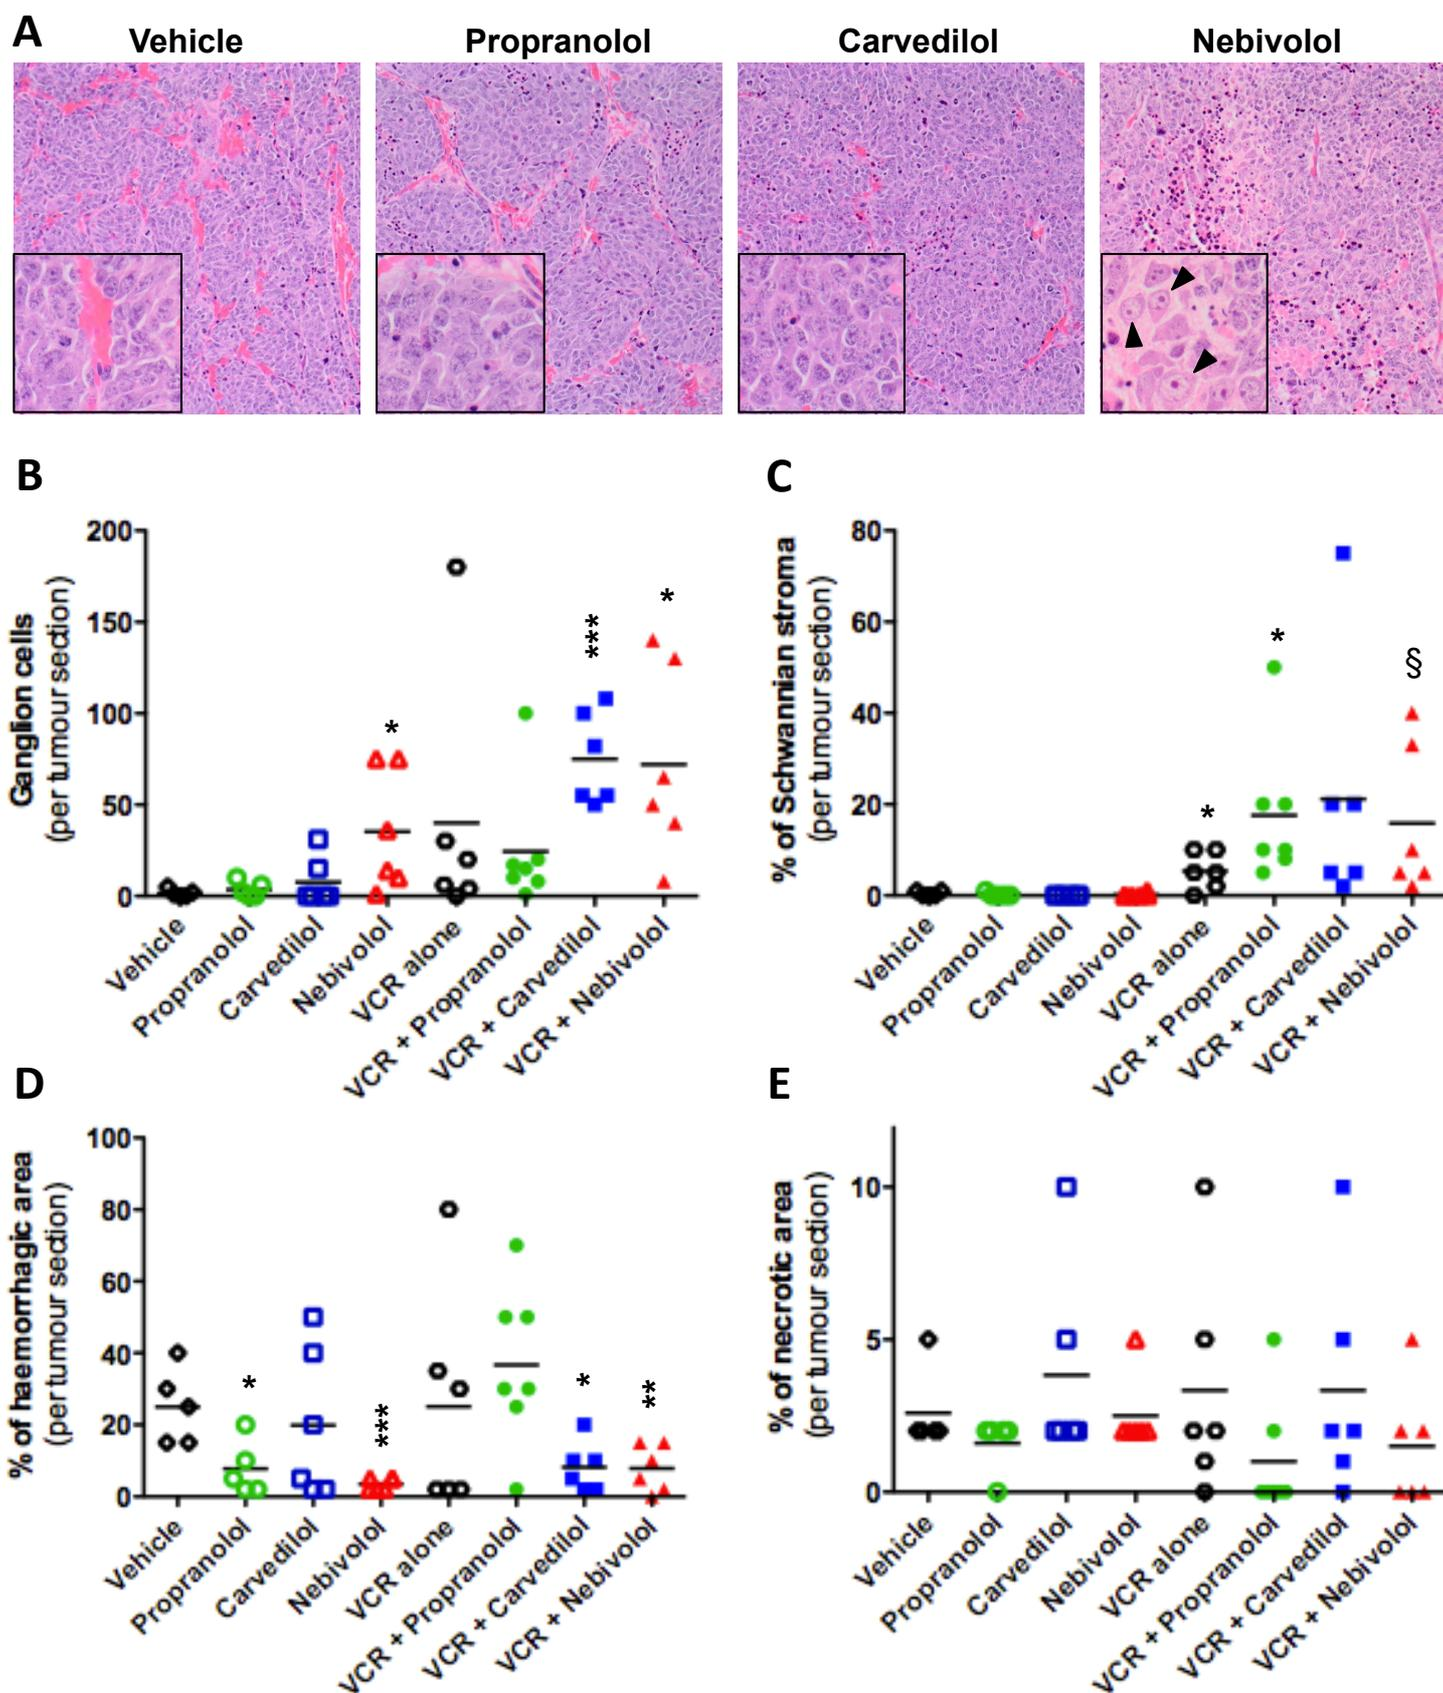 A
Vehicle
Propranolol
Carvedilol
Nebivolol
B
Ganglion cells
(per tumour section)
200
150
100
50
0
*
***
*
Vehicle
Propranolol
Carvedilol
Nebivolol
VCR alone
VCR + Propranolol
VCR + Carvedilol
VCR + Nebivolol
C
% of Schwannian stroma
(per tumour section)
80
60
40
20
0
*
*
§
Vehicle
Propranolol
Carvedilol
Nebivolol
VCR alone
VCR + Propranolol
VCR + Carvedilol
VCR + Nebivolol
D
% of haemorrhagic area
(per tumour section)
100
80
60
40
20
0
*
***
*
**
Vehicle
Propranolol
Carvedilol
Nebivolol
VCR alone
VCR + Propranolol
VCR + Carvedilol
VCR + Nebivolol
E
% of necrotic area
(per tumour section)
10
5
0
Vehicle
Propranolol
Carvedilol
Nebivolol
VCR alone
VCR + Propranolol
VCR + Carvedilol
VCR + Nebivolol